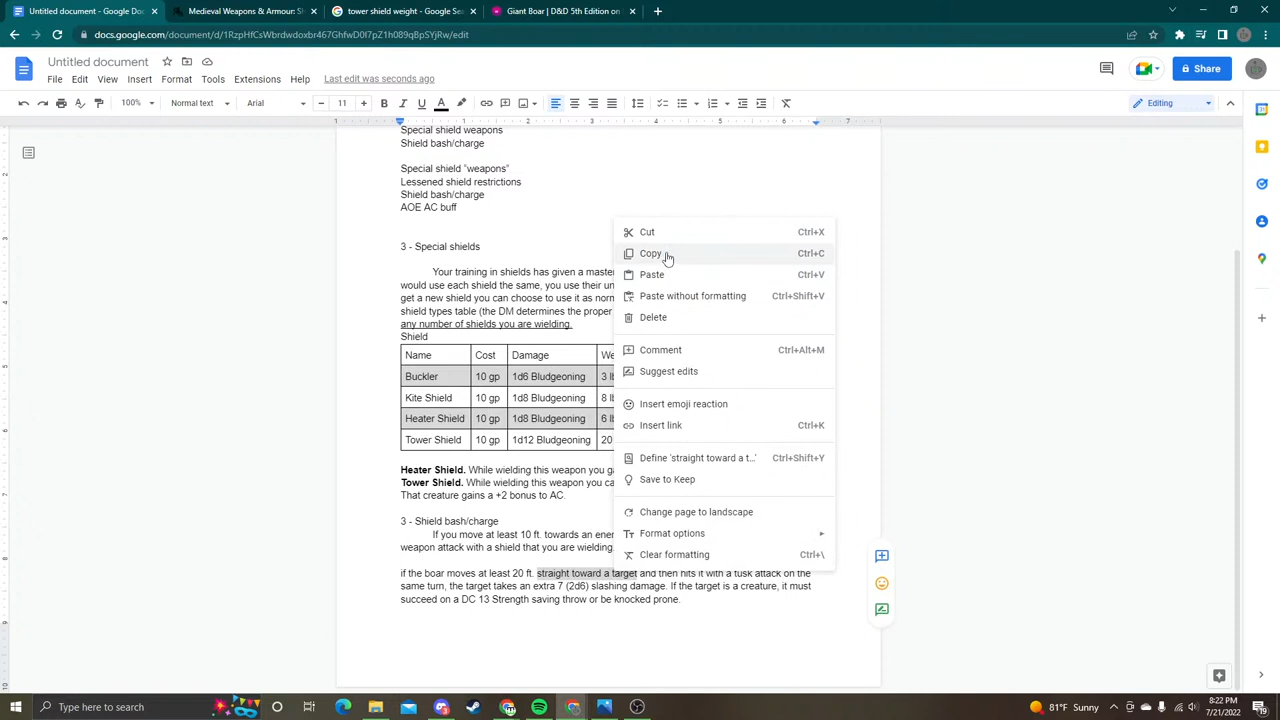 Untitled document - Google Doc
Medieval Weapons & Armour: Sh
tower shield weight - Google Sea
Giant Boar | D&D 5th Edition on
docs.google.com/document/d/1RzpHfCsWbrdwdoxbr467GhfwD0l7pZ1h089qBpSYjRw/edit
Untitled document
File Edit View Insert Format Tools Extensions Help Last edit was seconds ago
Share
100% Normal text Arial 11 Editing
1 1 2 3 4 5 6 7
Special shield weapons
Shield bash/charge
Special shield "weapons"
Lessened shield restrictions
Shield bash/charge
AOE AC buff
3 - Special shields
Your training in shields has given a master
would use each shield the same, you use their un
get a new shield you can choose to use it as norm
shield types table (the DM determines the proper
any number of shields you are wielding.
Shield
Name Cost Damage We
Buckler 10 gp 1d6 Bludgeoning 3 lb
Kite Shield 10 gp 1d8 Bludgeoning 8 lb
Heater Shield 10 gp 1d8 Bludgeoning 6 lb
Tower Shield 10 gp 1d12 Bludgeoning 20
Heater Shield. While wielding this weapon you ga
Tower Shield. While wielding this weapon you ca
That creature gains a +2 bonus to AC.
3 - Shield bash/charge
If you move at least 10 ft. towards an ener
weapon attack with a shield that you are wielding
if the boar moves at least 20 ft. straight toward a target and then hits it with a tusk attack on the
same turn, the target takes an extra 7 (2d6) slashing damage. If the target is a creature, it must
succeed on a DC 13 Strength saving throw or be knocked prone.
Cut Ctrl+X
Copy Ctrl+C
Paste Ctrl+V
Paste without formatting Ctrl+Shift+V
Delete
Comment Ctrl+Alt+M
Suggest edits
Insert emoji reaction
Insert link Ctrl+K
Define 'straight toward a t...' Ctrl+Shift+Y
Save to Keep
Change page to landscape
Format options
Clear formatting Ctrl+\
Type here to search
81°F Sunny
8:22 PM
7/21/2022